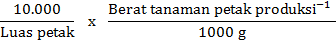 10.000 x Berat tanaman petak produksi⁻¹
Luas petak 1000 g